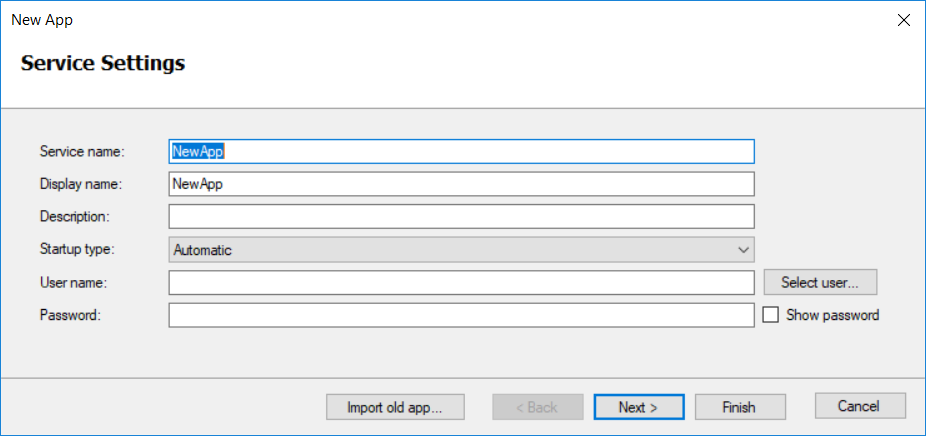 New App
Service Settings
Service name: NewApp
Display name: NewApp
Description:
Startup type: Automatic
User name: Select user...
Password: Show password
Import old app... < Back Next > Finish Cancel